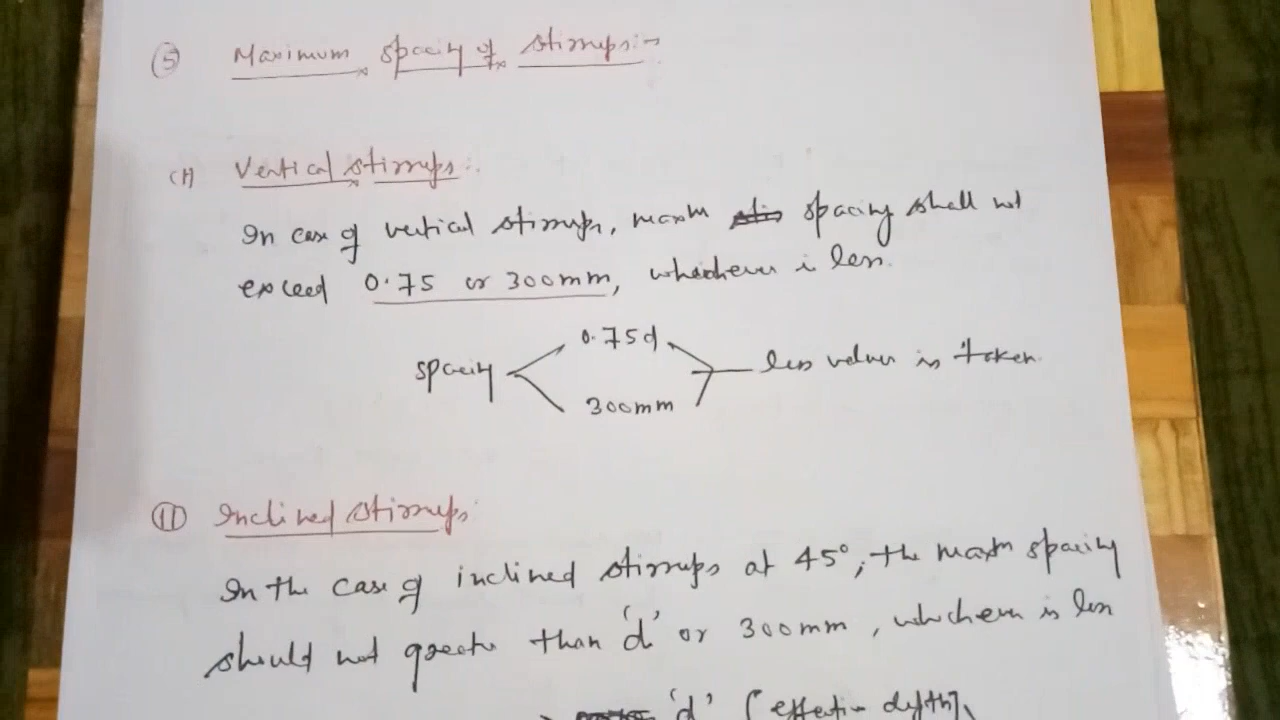 (5) Maximum spacing of stirrups:-
(I) Vertical stirrups:
In case of vertical stirrups, maxm spacing shall not
exceed 0.75 or 300mm, whichever is less.
spacing 0.75d 300mm less value is taken.
(II) Inclined stirrups:
In the case of inclined stirrups at 45°, the maxm spacing
should not greater than 'd' or 300mm, whichever is less
'd' [effective depth],